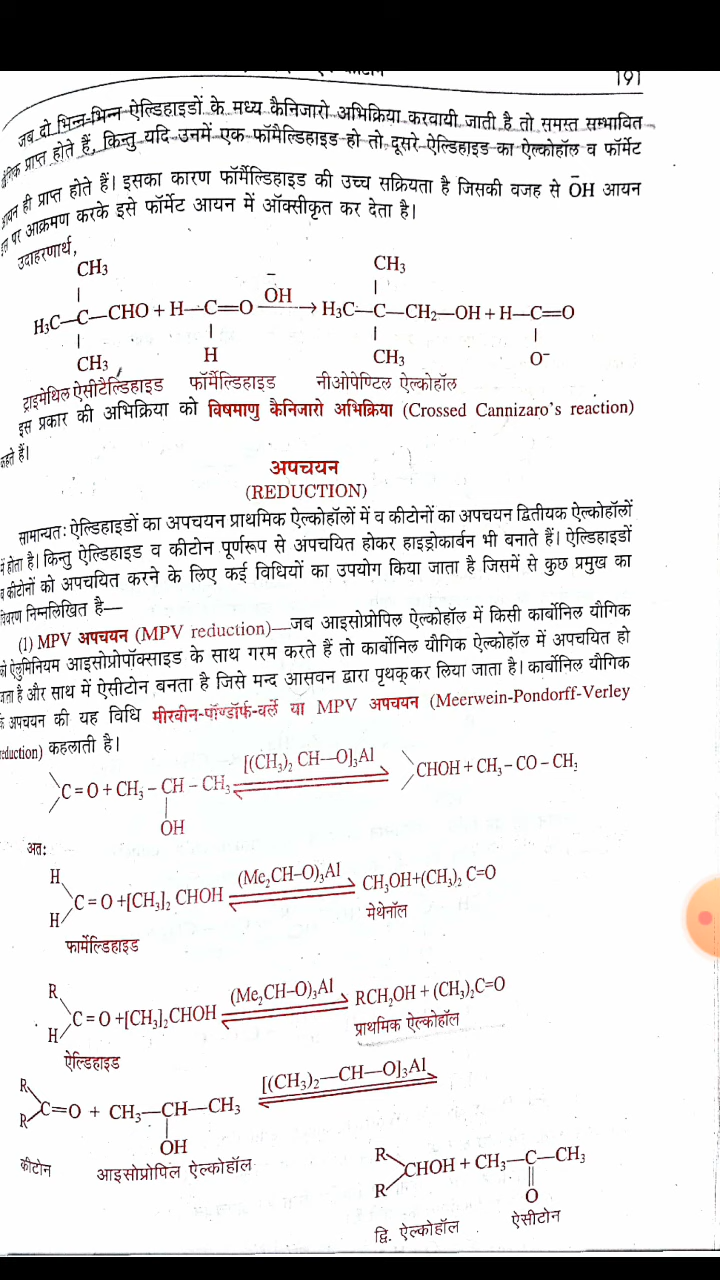 191
जब दो भिन्न-भिन्न ऐल्डिहाइडों के मध्य कैनिजारो अभिक्रिया करवायी जाती है तो समस्त सम्भावित
प्राप्त होते हैं, किन्तु यदि उनमें एक फॉर्मैल्डिहाइड हो तो दूसरे ऐल्डिहाइड का ऐल्कोहॉल व फॉर्मेट
ही प्राप्त होते हैं। इसका कारण फॉर्मेल्डिहाइड की उच्च सक्रियता है जिसकी वजह से ŌH आयन
पर आक्रमण करके इसे फॉर्मेट आयन में ऑक्सीकृत कर देता है।
उदाहरणार्थ,
CH₃ CH₃
H₃C—C—CHO + H—C=O ŌH → H₃C—C—CH₂—OH + H—C=O
CH₃ H CH₃ O⁻
ट्राइमेथिल ऐसीटैल्डिहाइड फॉर्मैल्डिहाइड नीओपेण्टिल ऐल्कोहॉल
इस प्रकार की अभिक्रिया को विषमाणु कैनिजारो अभिक्रिया (Crossed Cannizaro's reaction)
कहते हैं।
अपचयन
(REDUCTION)
सामान्यतः ऐल्डिहाइडों का अपचयन प्राथमिक ऐल्कोहॉलों में व कीटोनों का अपचयन द्वितीयक ऐल्कोहॉलों
में होता है। किन्तु ऐल्डिहाइड व कीटोन पूर्णरूप से अपचयित होकर हाइड्रोकार्बन भी बनाते हैं। ऐल्डिहाइडों
व कीटोनों को अपचयित करने के लिए कई विधियों का उपयोग किया जाता है जिसमें से कुछ प्रमुख का
विवरण निम्नलिखित है—
(1) MPV अपचयन (MPV reduction)—जब आइसोप्रोपिल ऐल्कोहॉल में किसी कार्बोनिल यौगिक
को ऐलुमिनियम आइसोप्रोपॉक्साइड के साथ गरम करते हैं तो कार्बोनिल यौगिक ऐल्कोहॉल में अपचयित हो
जाता है और साथ में ऐसीटोन बनता है जिसे मन्द आसवन द्वारा पृथक् कर लिया जाता है। कार्बोनिल यौगिक
के अपचयन की यह विधि मीरवीन-पॉण्डॉर्फ-वर्ले या MPV अपचयन (Meerwein-Pondorff-Verley
reduction) कहलाती है।
C = O + CH₃ – CH – CH₃ [(CH₃)₂ CH—O]₃Al ⇌ CHOH + CH₃ – CO – CH₃
OH
अतः
H
C = O +[CH₃]₂ CHOH (Me₂CH–O)₃Al ⇌ CH₃OH+(CH₃)₂ C=O
H मेथेनॉल
फार्मेल्डिहाइड
R
C = O +[CH₃]₂CHOH (Me₂CH–O)₃Al ⇌ RCH₂OH + (CH₃)₂C=O
H प्राथमिक ऐल्कोहॉल
ऐल्डिहाइड
R
C=O + CH₃—CH—CH₃ [(CH₃)₂—CH—O]₃Al ⇌
R
OH
कीटोन आइसोप्रोपिल ऐल्कोहॉल
R
CHOH + CH₃—C—CH₃
R O
द्वि. ऐल्कोहॉल ऐसीटोन